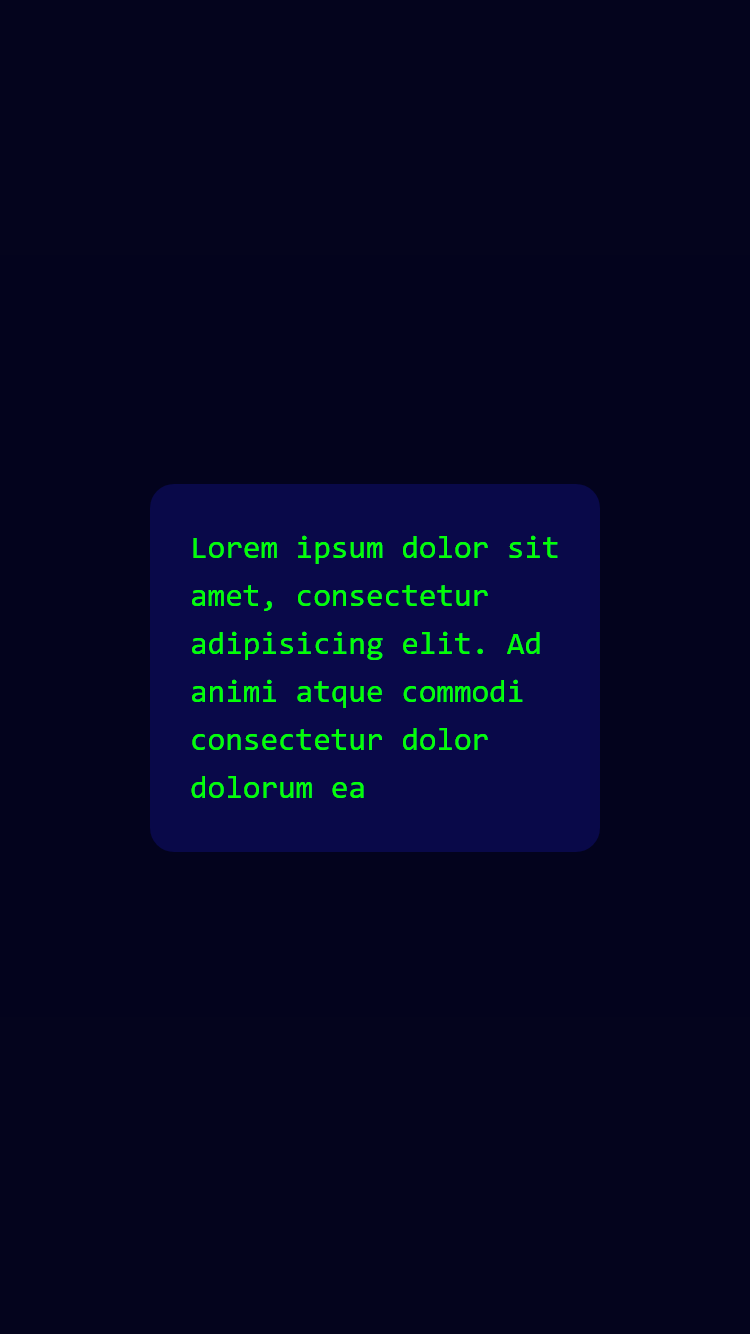 Lorem ipsum dolor sit
amet, consectetur
adipisicing elit. Ad
animi atque commodi
consectetur dolor
dolorum ea